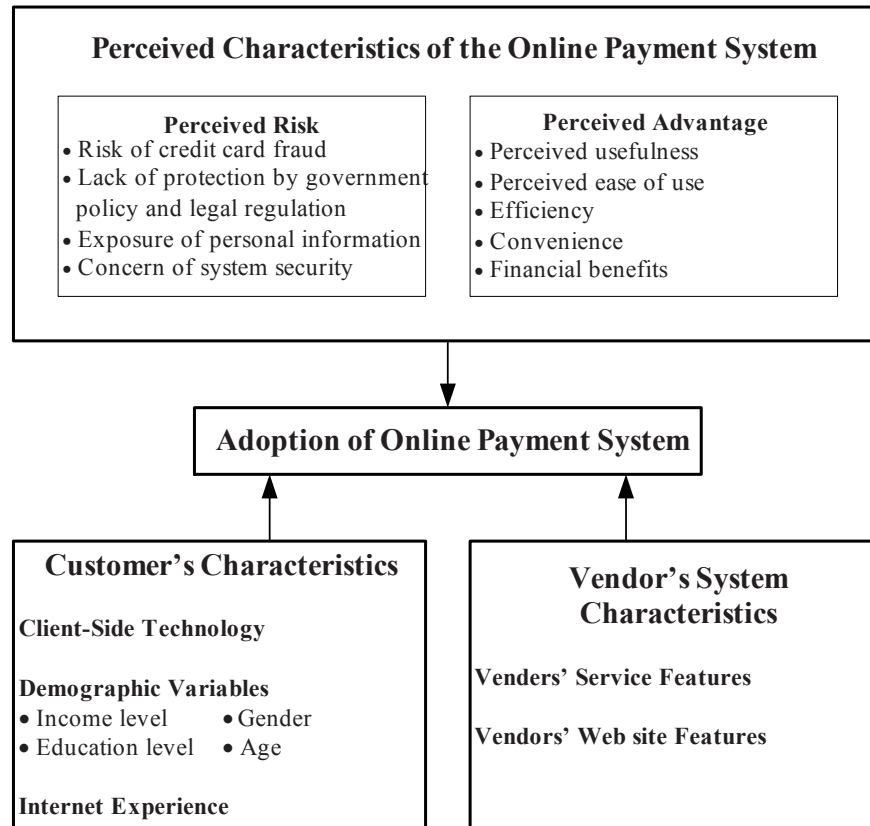 Perceived Characteristics of the Online Payment System
Perceived Risk
• Risk of credit card fraud
• Lack of protection by government
policy and legal regulation
• Exposure of personal information
• Concern of system security
Perceived Advantage
• Perceived usefulness
• Perceived ease of use
• Efficiency
• Convenience
• Financial benefits
Adoption of Online Payment System
Customer's Characteristics
Client-Side Technology
Demographic Variables
• Income level • Gender
• Education level • Age
Internet Experience
Vendor's System
Characteristics
Venders' Service Features
Vendors' Web site Features